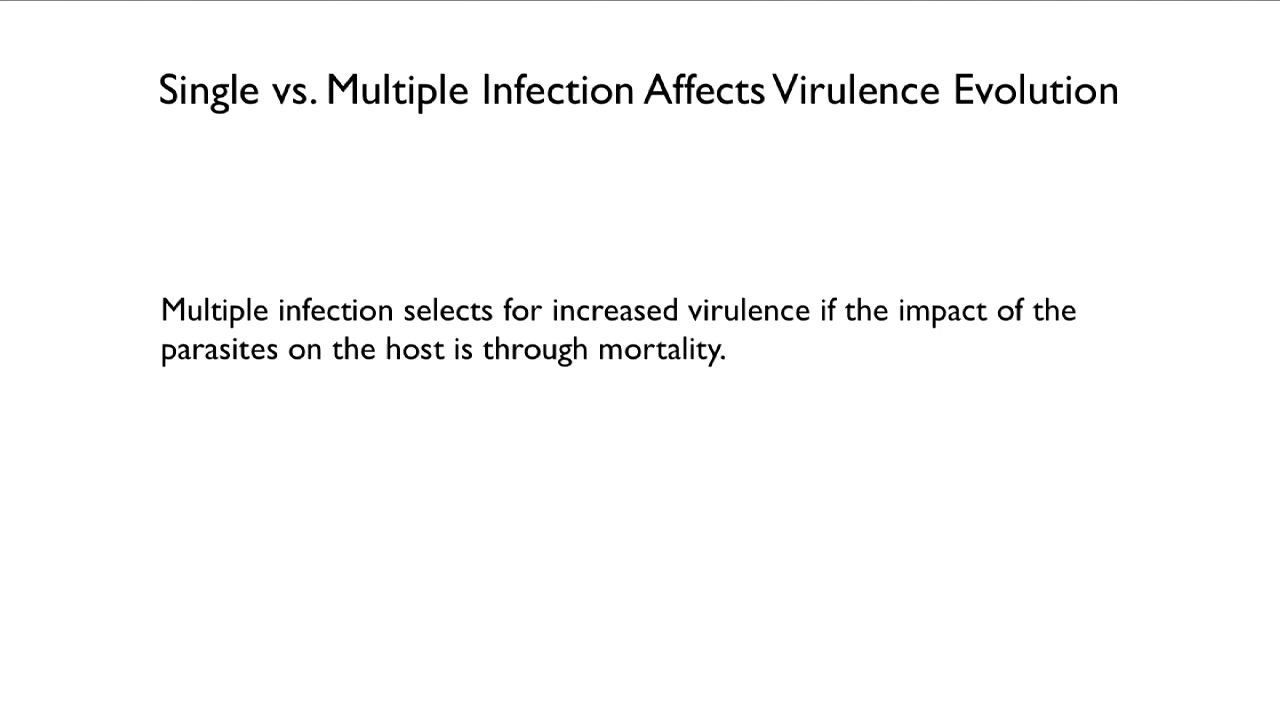 Single vs. Multiple Infection Affects Virulence Evolution
Multiple infection selects for increased virulence if the impact of the
parasites on the host is through mortality.